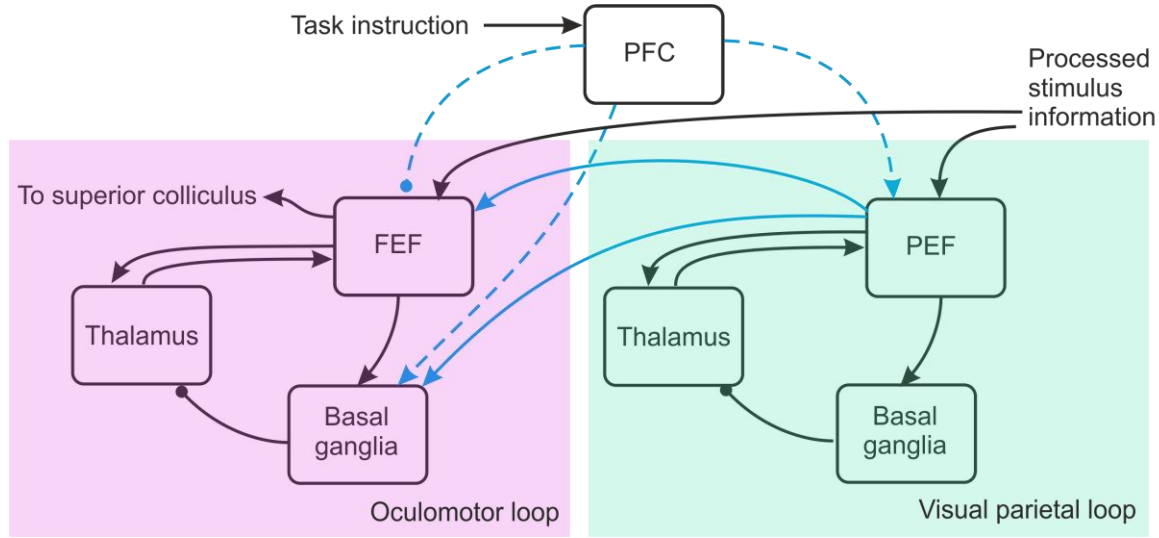 Task instruction
PFC
Processed
stimulus
information
To superior colliculus
FEF
Thalamus
Basal
ganglia
Oculomotor loop
PEF
Thalamus
Basal
ganglia
Visual parietal loop